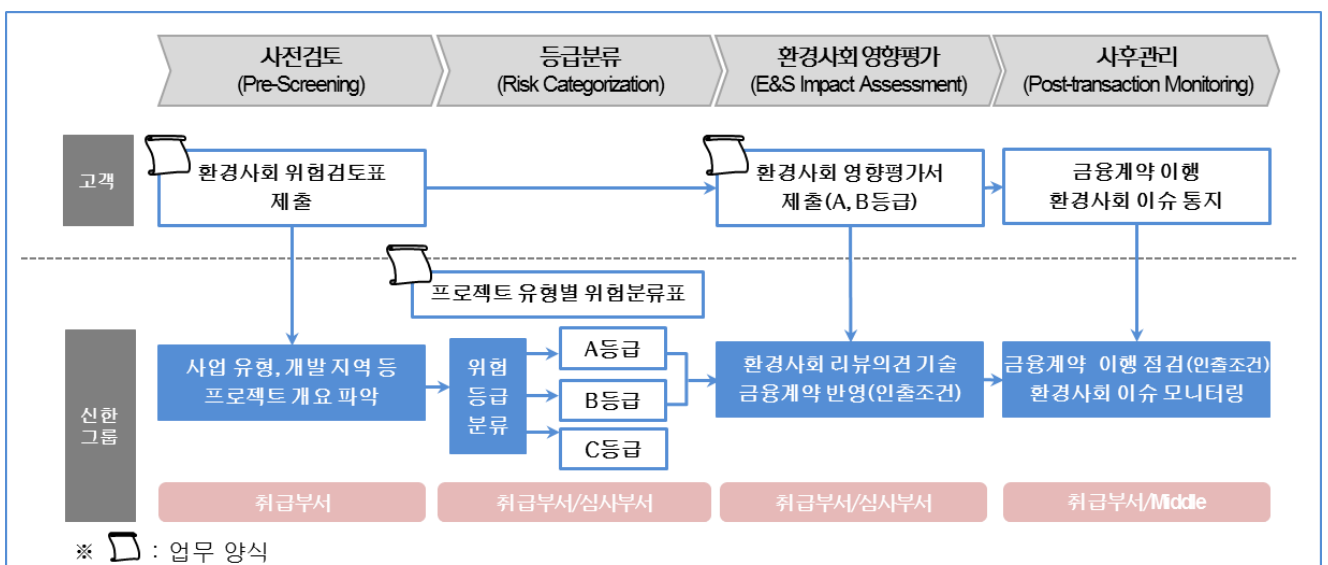 사전검토
(Pre-Screening)
등급분류
(Risk Categorization)
환경사회 영향평가
(E&S Impact Assessment)
사후관리
(Post-transaction Monitoring)
고객
환경사회 위험검토표
제출
환경사회 영향평가서
제출(A, B등급)
금융계약 이행
환경사회 이슈 통지
프로젝트 유형별 위험분류표
신한
그룹
사업 유형, 개발 지역 등
프로젝트 개요 파악
위험
등급
분류
A등급
B등급
C등급
환경사회 리뷰의견 기술
금융계약 반영(인출조건)
금융계약 이행 점검(인출조건)
환경사회 이슈 모니터링
취급부서
취급부서/심사부서
취급부서/심사부서
취급부서/Middle
※ : 업무 양식